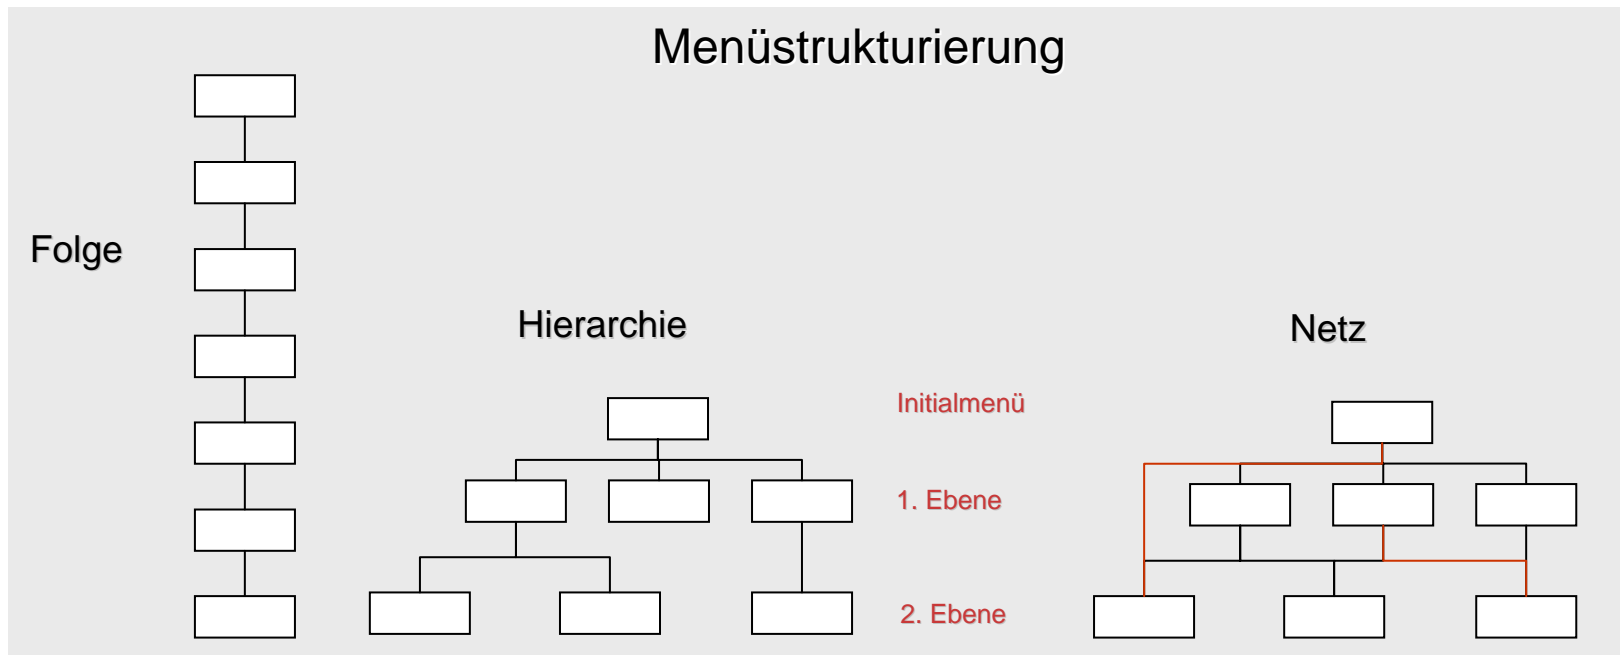 Menüstrukturierung
Folge
Hierarchie
Netz
Initialmenü
1. Ebene
2. Ebene